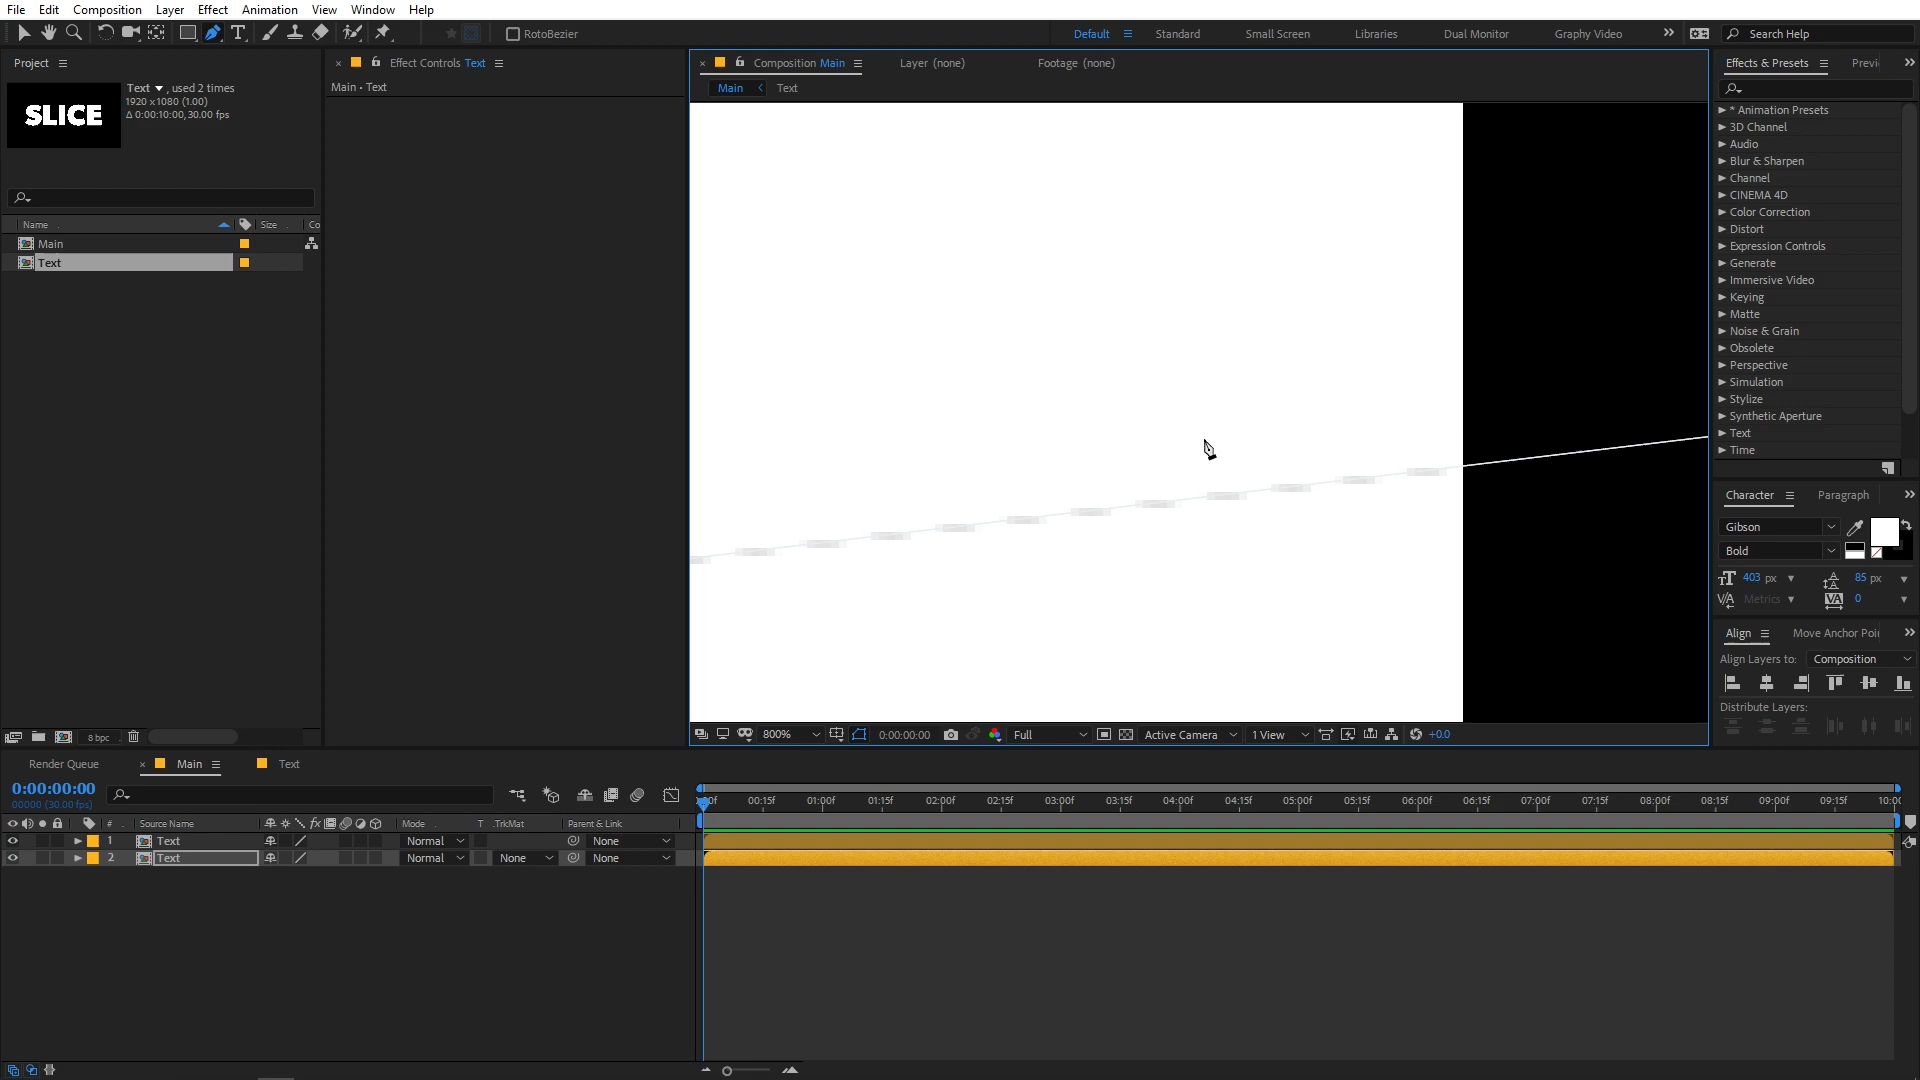 File Edit Composition Layer Effect Animation View Window Help
RotoBezier
Default Standard Small Screen Libraries Dual Monitor Graphy Video
Search Help
Project
SLICE
Text , used 2 times
1920 x 1080 (1.00)
Δ 0:00:10:00, 30.00 fps
Name Size Co
Main
Text
8 bpc
Effect Controls Text
Main • Text
Composition Main
Layer (none)
Footage (none)
Main Text
800% 0:00:00:00 Full Active Camera 1 View +0.0
Effects & Presets Previ
* Animation Presets
3D Channel
Audio
Blur & Sharpen
Channel
CINEMA 4D
Color Correction
Distort
Expression Controls
Generate
Immersive Video
Keying
Matte
Noise & Grain
Obsolete
Perspective
Simulation
Stylize
Synthetic Aperture
Text
Time
Character Paragraph
Gibson
Bold
403 px 85 px
Metrics 0
Align Move Anchor Poi
Align Layers to: Composition
Distribute Layers:
Render Queue Main Text
0:00:00:00
00000 (30.00 fps)
00:15f 01:00f 01:15f 02:00f 02:15f 03:00f 03:15f 04:00f 04:15f 05:00f 05:15f 06:00f 06:15f 07:00f 07:15f 08:00f 08:15f 09:00f 09:15f 10:00
# Source Name fx Mode T .TrkMat Parent & Link
1 Text Normal None
2 Text Normal None None